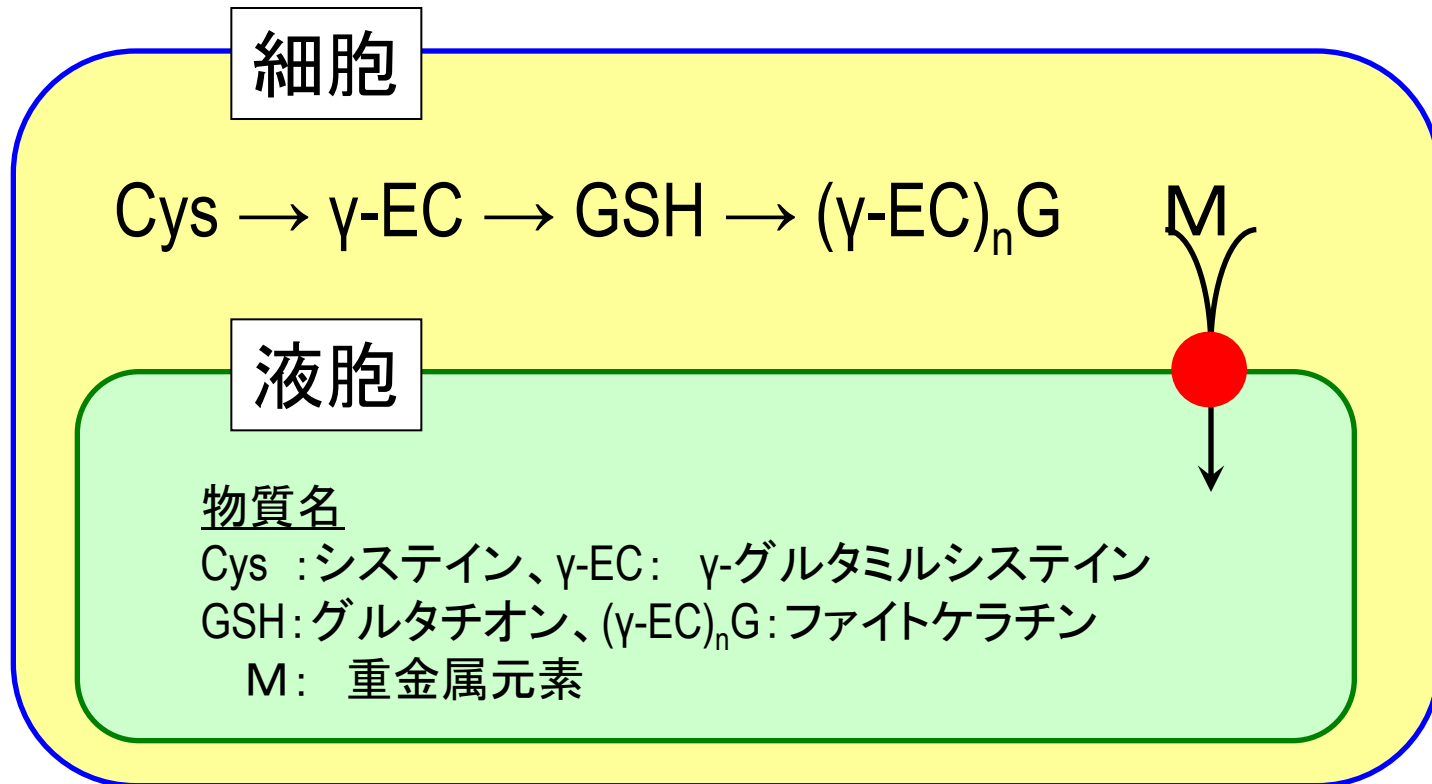 細胞
Cys → γ-EC → GSH → (γ-EC)nG M
液胞
物質名
Cys :システイン、γ-EC: γ-グルタミルシステイン
GSH:グルタチオン、(γ-EC)nG:ファイトケラチン
M: 重金属元素